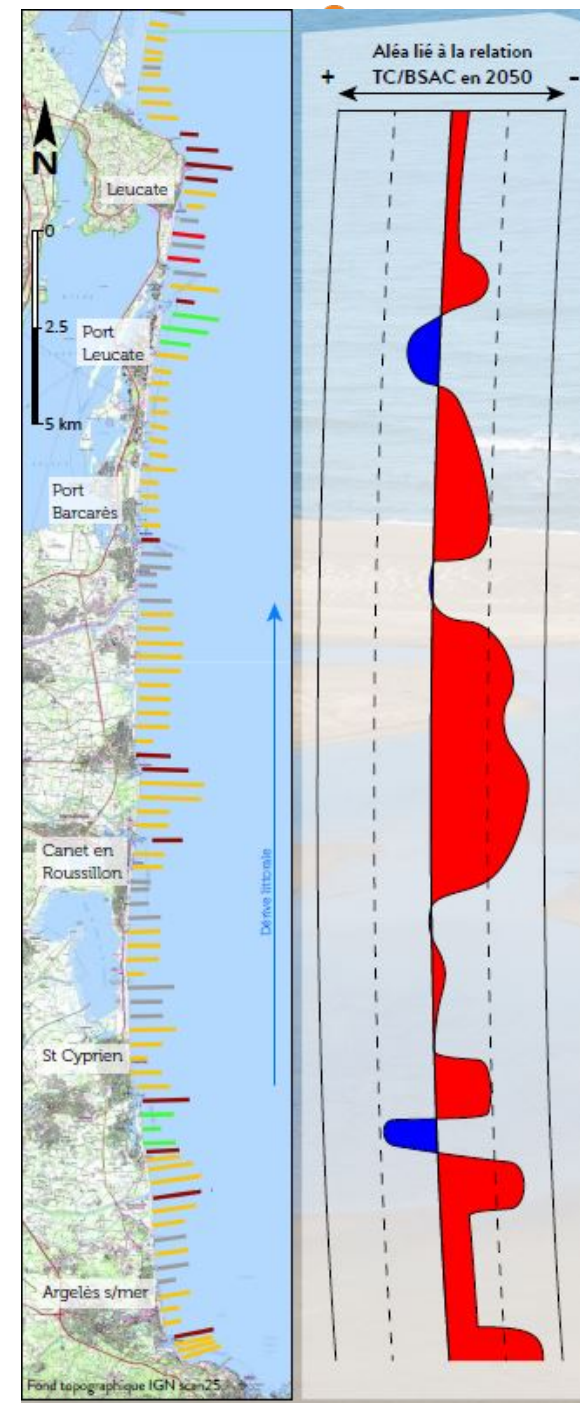 Aléa lié à la relation
TC/BSAC en 2050
+
-
N
Leucate
0
2.5
Port
Leucate
5 km
Port
Barcarès
Canet en
Roussillon
Dérive littorale
St Cyprien
Argelès s/mer
Fond topographique IGN scan25